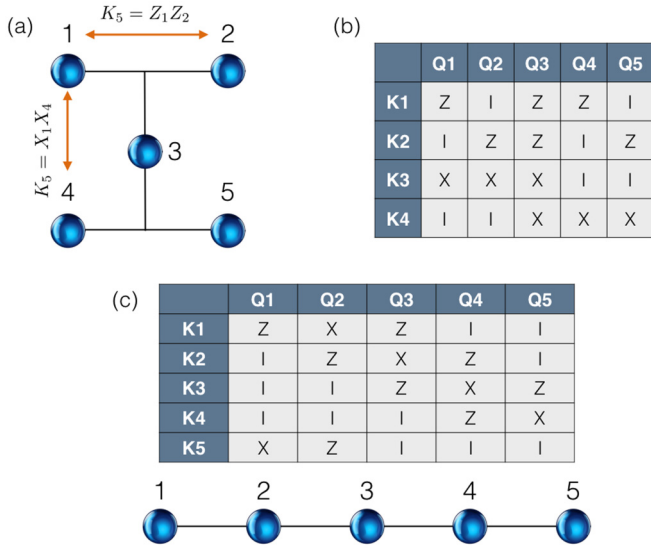 (a)
K₅ = Z₁Z₂
1 2
K₅ = X₁X₄
3
4 5
(b)
Q1 Q2 Q3 Q4 Q5
K1 Z I Z Z I
K2 I Z Z I Z
K3 X X X I I
K4 I I X X X
(c)
Q1 Q2 Q3 Q4 Q5
K1 Z X Z I I
K2 I Z X Z I
K3 I I Z X Z
K4 I I I Z X
K5 X Z I I I
1 2 3 4 5